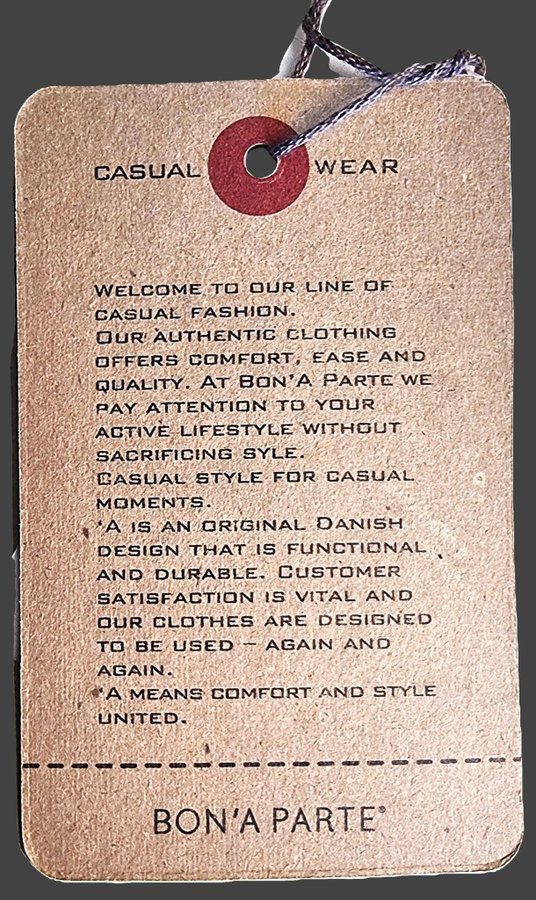 CASUAL WEAR
WELCOME TO OUR LINE OF
CASUAL FASHION.
OUR AUTHENTIC CLOTHING
OFFERS COMFORT, EASE AND
QUALITY. AT BON'A PARTE WE
PAY ATTENTION TO YOUR
ACTIVE LIFESTYLE WITHOUT
SACRIFICING SYLE.
CASUAL STYLE FOR CASUAL
MOMENTS.
'A IS AN ORIGINAL DANISH
DESIGN THAT IS FUNCTIONAL
AND DURABLE. CUSTOMER
SATISFACTION IS VITAL AND
OUR CLOTHES ARE DESIGNED
TO BE USED – AGAIN AND
AGAIN.
'A MEANS COMFORT AND STYLE
UNITED.
BON'A PARTE®